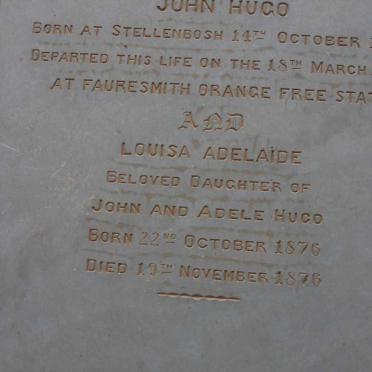 JOHN HUGO
BORN AT STELLENBOSH 14TH OCTOBER
DEPARTED THIS LIFE ON THE 18TH MARCH
AT FAURESMITH ORANGE FREE STAT
AND
LOUISA ADELAIDE
BELOVED DAUGHTER OF
JOHN AND ADELE HUGO
BORN 22ND OCTOBER 1876
DIED 19TH NOVEMBER 1876